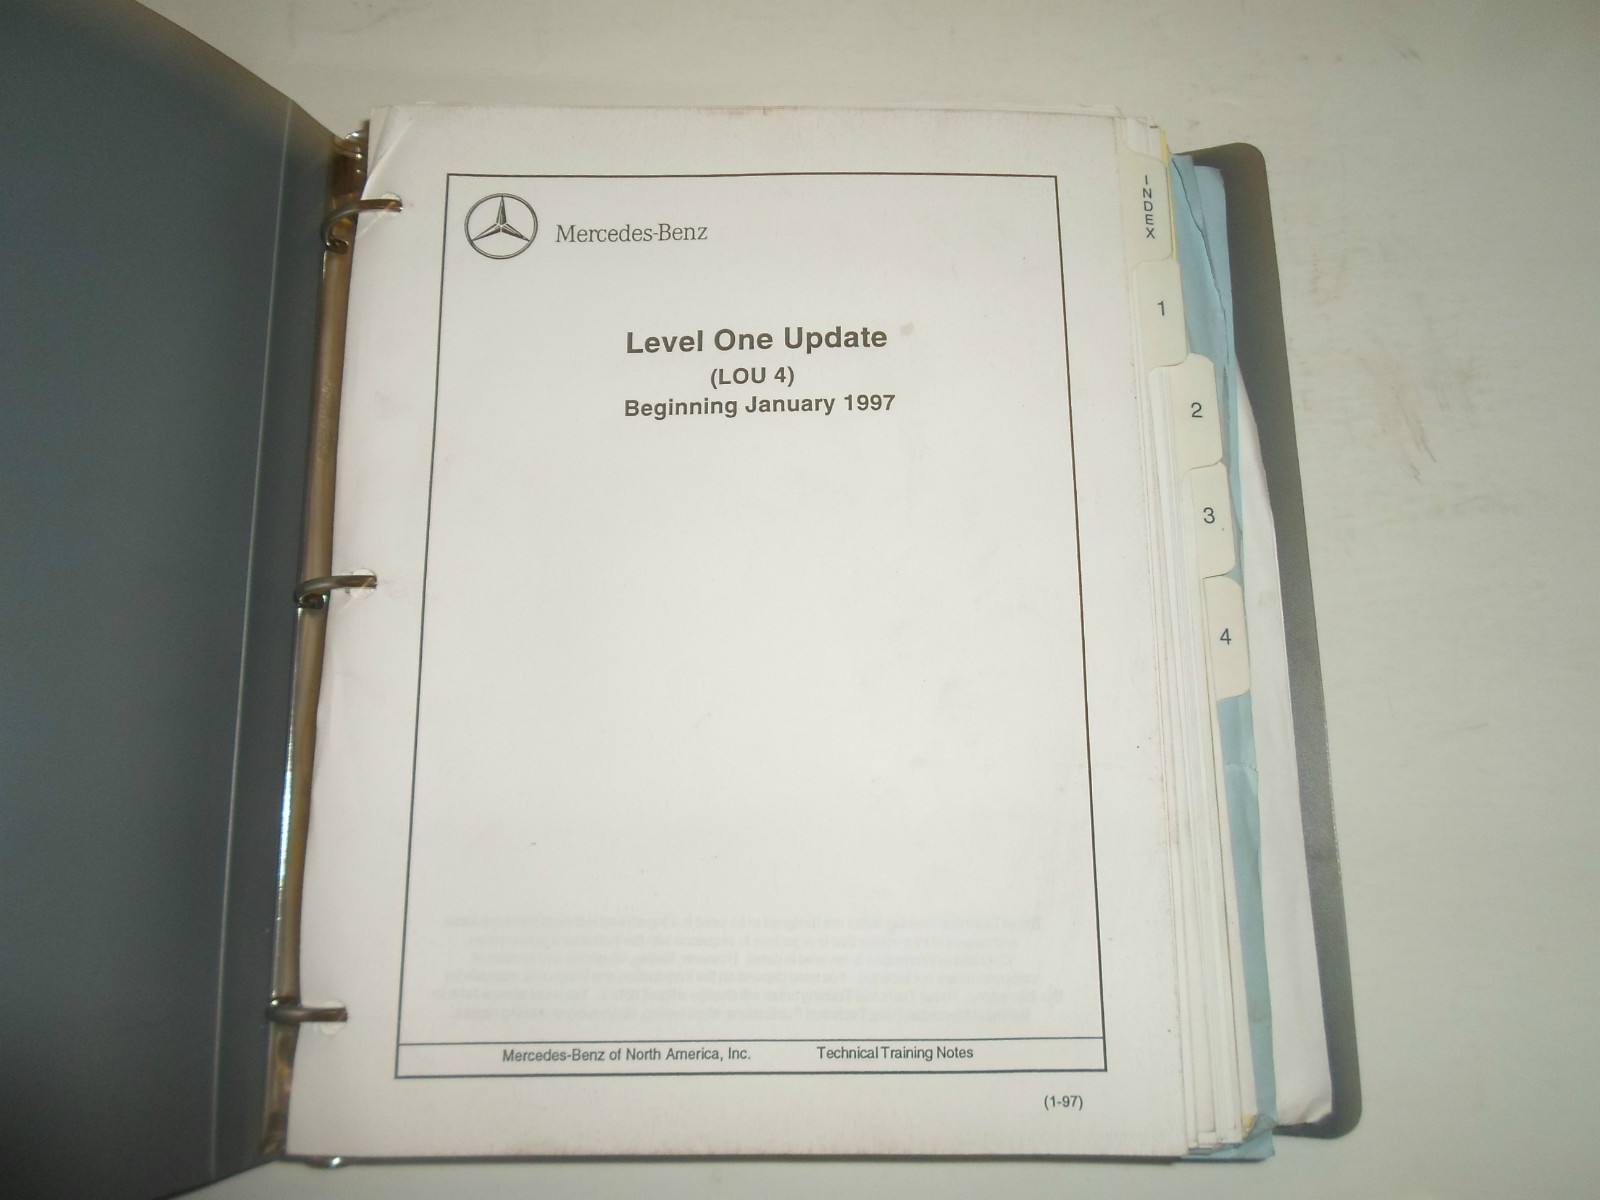 Mercedes-Benz
Level One Update
(LOU 4)
Beginning January 1997
Mercedes-Benz of North America, Inc. Technical Training Notes
(1-97)
INDEX
1
2
3
4